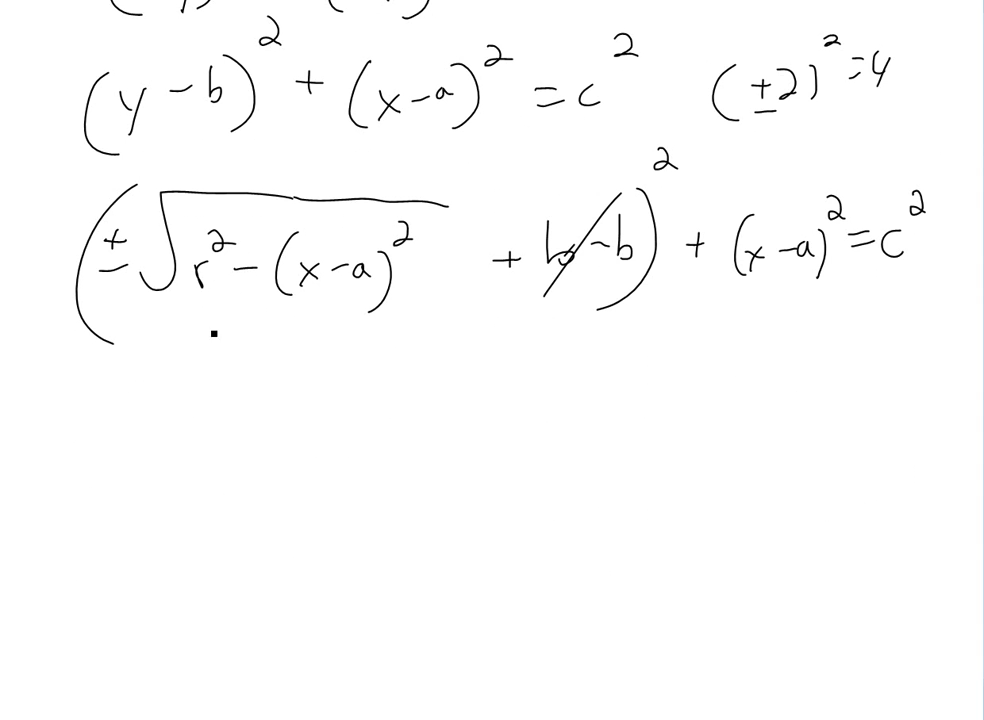 (y - b)² + (x - a)² = c² (±2)² = 4
(±√(r² - (x - a)²) + b - b)² + (x - a)² = c²